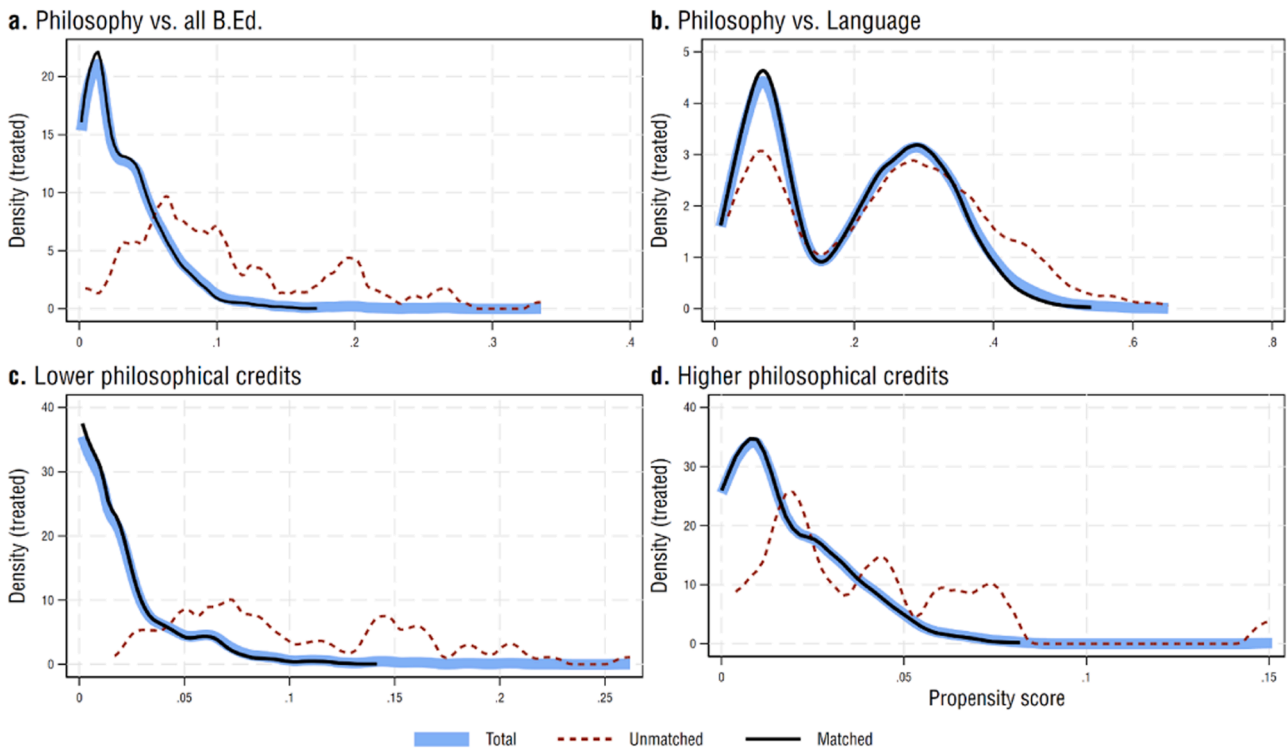 a. Philosophy vs. all B.Ed.
Density (treated)
20
15
10
5
0
0 .1 .2 .3 .4
b. Philosophy vs. Language
Density (treated)
5
4
3
2
1
0
0 .2 .4 .6 .8
c. Lower philosophical credits
Density (treated)
40
30
20
10
0
0 .05 .1 .15 .2 .25
d. Higher philosophical credits
Density (treated)
40
30
20
10
0
0 .05 .1 .15
Propensity score
Total Unmatched Matched